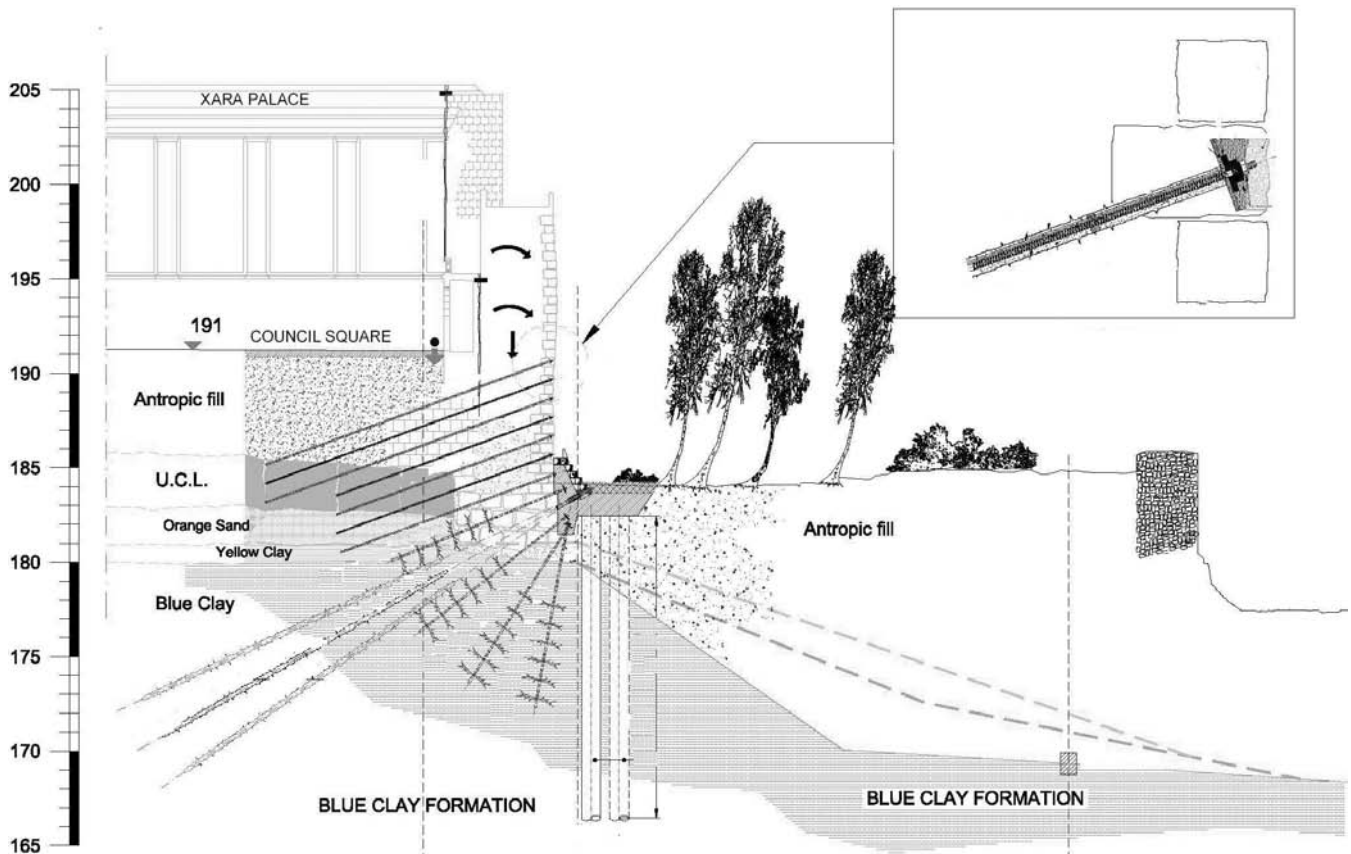 205
XARA PALACE
200
195
191
COUNCIL SQUARE
190
Antropic fill
185
U.C.L.
Orange Sand
Antropic fill
Yellow Clay
180
Blue Clay
175
170
BLUE CLAY FORMATION
BLUE CLAY FORMATION
165